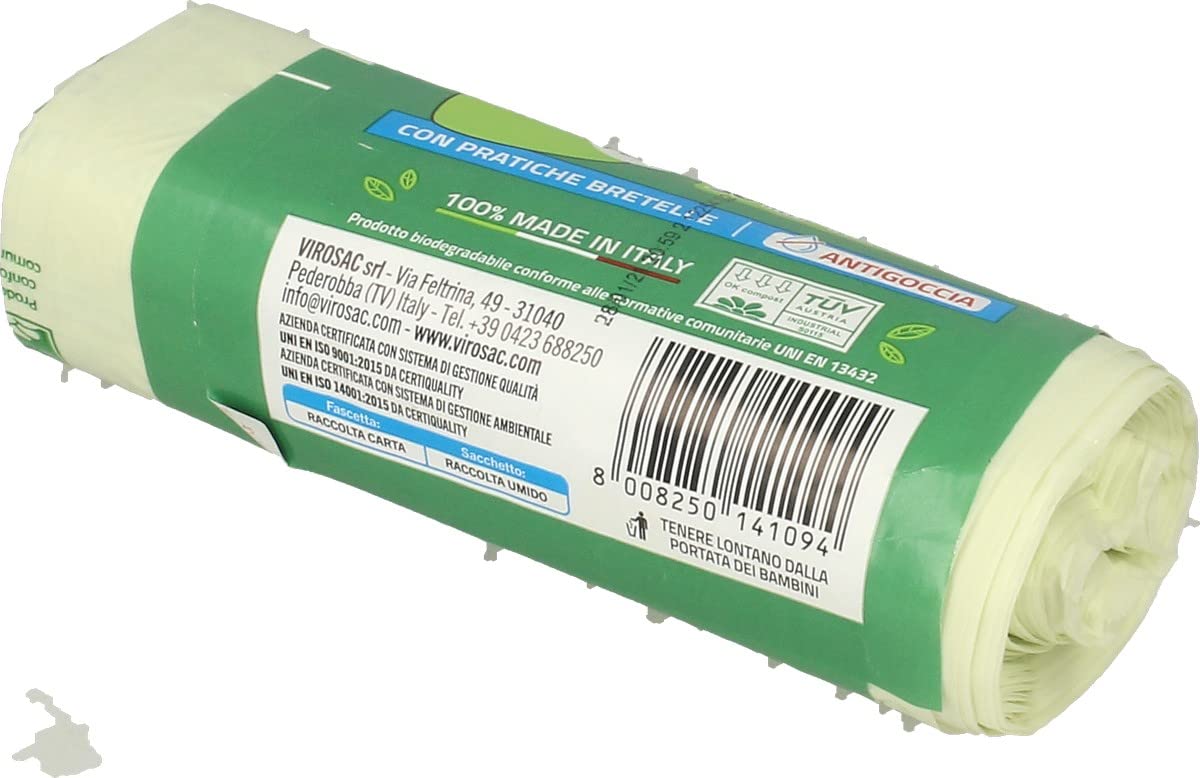 CON PRATICHE BRETELLE / ANTIGOCCIA
100% MADE IN ITALY
Prodotto biodegradabile conforme alle normative comunitarie UNI EN 13432
OK compost
TÜV
AUSTRIA
INDUSTRIAL
VIROSAC srl - Via Feltrina, 49 - 31040
Pederobba (TV) Italy - Tel. +39 0423 688250
info@virosac.com - www.virosac.com
AZIENDA CERTIFICATA CON SISTEMA DI GESTIONE QUALITÀ
UNI EN ISO 9001:2015 DA CERTIQUALITY
AZIENDA CERTIFICATA CON SISTEMA DI GESTIONE AMBIENTALE
UNI EN ISO 14001:2015 DA CERTIQUALITY
Fascetta:
RACCOLTA CARTA
Sacchetto:
RACCOLTA UMIDO
8 008250 141094
TENERE LONTANO DALLA
PORTATA DEI BAMBINI